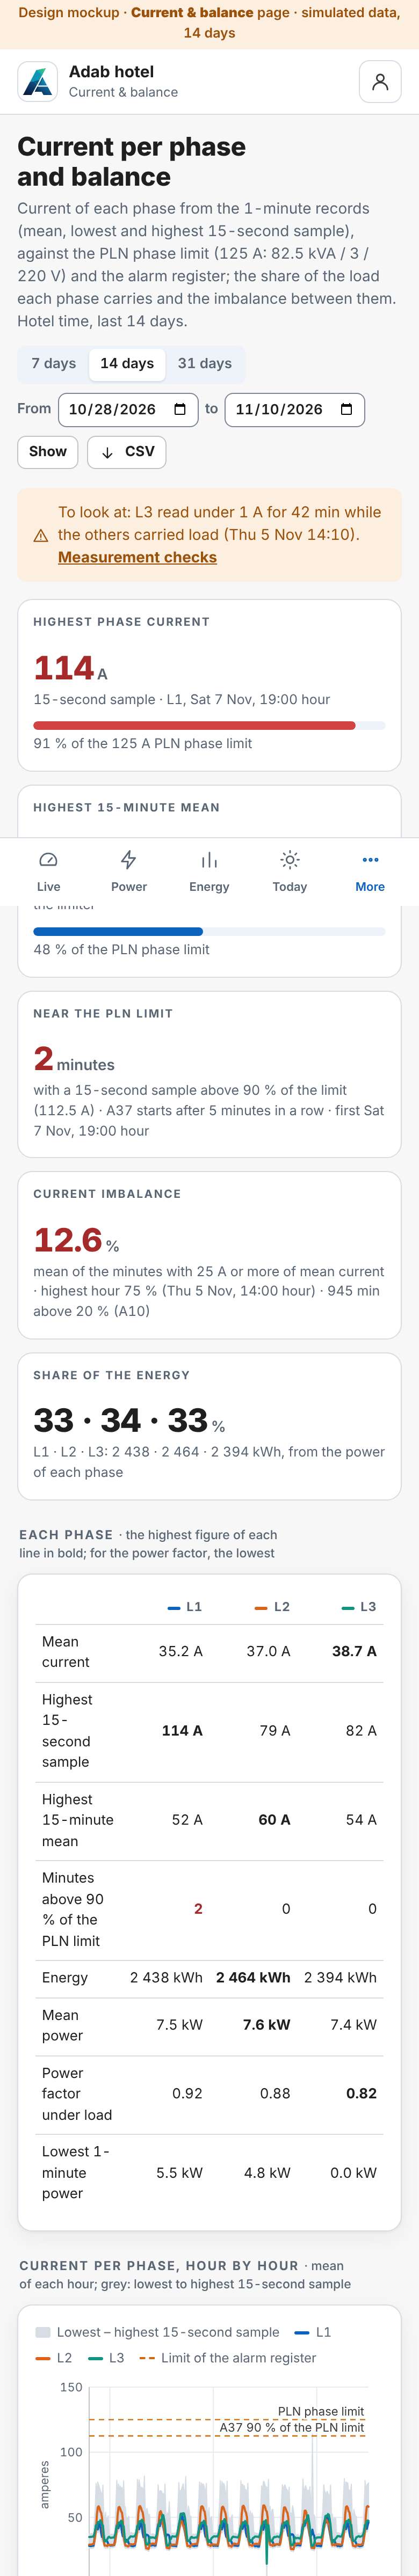 Design mockup · Current & balance page · simulated data,
14 days
Adab hotel
Current & balance
Current per phase
and balance
Current of each phase from the 1-minute records
(mean, lowest and highest 15-second sample),
against the PLN phase limit (125 A: 82.5 kVA / 3 /
220 V) and the alarm register; the share of the load
each phase carries and the imbalance between them.
Hotel time, last 14 days.
7 days 14 days 31 days
From 10/28/2026 to 11/10/2026
Show ↓ CSV
To look at: L3 read under 1 A for 42 min while
the others carried load (Thu 5 Nov 14:10).
Measurement checks
HIGHEST PHASE CURRENT
114 A
15-second sample · L1, Sat 7 Nov, 19:00 hour
91 % of the 125 A PLN phase limit
HIGHEST 15-MINUTE MEAN
Live Power Energy Today More
the limiter
48 % of the PLN phase limit
NEAR THE PLN LIMIT
2 minutes
with a 15-second sample above 90 % of the limit
(112.5 A) · A37 starts after 5 minutes in a row · first Sat
7 Nov, 19:00 hour
CURRENT IMBALANCE
12.6 %
mean of the minutes with 25 A or more of mean current
· highest hour 75 % (Thu 5 Nov, 14:00 hour) · 945 min
above 20 % (A10)
SHARE OF THE ENERGY
33 · 34 · 33 %
L1 · L2 · L3: 2 438 · 2 464 · 2 394 kWh, from the power
of each phase
EACH PHASE · the highest figure of each
line in bold; for the power factor, the lowest
L1 L2 L3
Mean
current 35.2 A 37.0 A 38.7 A
Highest
15-
second
sample 114 A 79 A 82 A
Highest
15-minute
mean 52 A 60 A 54 A
Minutes
above 90
% of the
PLN limit 2 0 0
Energy 2 438 kWh 2 464 kWh 2 394 kWh
Mean
power 7.5 kW 7.6 kW 7.4 kW
Power
factor
under load 0.92 0.88 0.82
Lowest 1-
minute
power 5.5 kW 4.8 kW 0.0 kW
CURRENT PER PHASE, HOUR BY HOUR · mean
of each hour; grey: lowest to highest 15-second sample
Lowest – highest 15-second sample L1
L2 L3 Limit of the alarm register
150
PLN phase limit
A37 90 % of the PLN limit
100
amperes
50